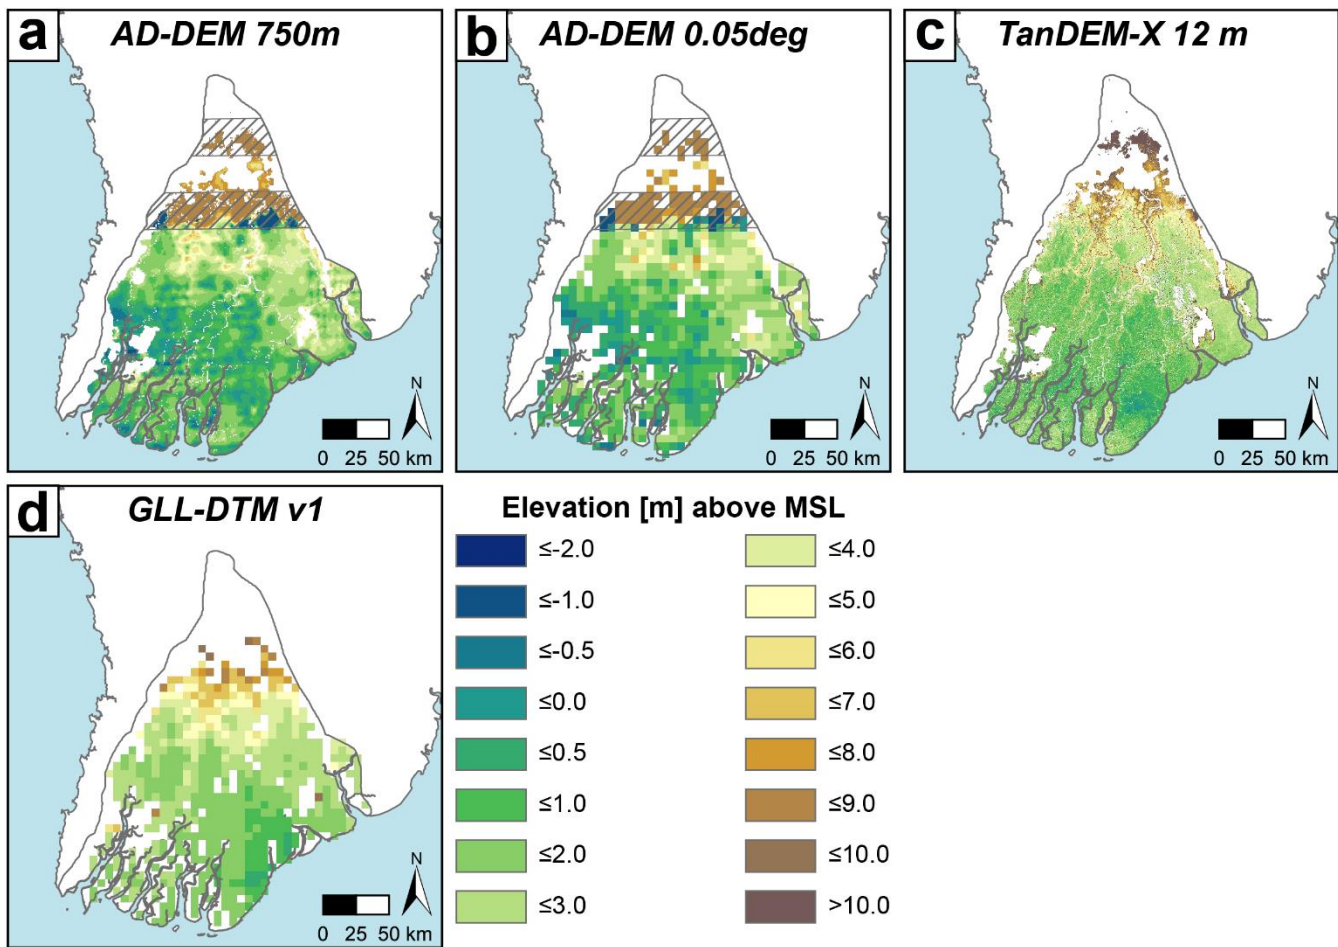 a AD-DEM 750m
N
0 25 50 km
b AD-DEM 0.05deg
N
0 25 50 km
c TanDEM-X 12 m
N
0 25 50 km
d GLL-DTM v1
N
0 25 50 km
Elevation [m] above MSL
≤-2.0
≤-1.0
≤-0.5
≤0.0
≤0.5
≤1.0
≤2.0
≤3.0
≤4.0
≤5.0
≤6.0
≤7.0
≤8.0
≤9.0
≤10.0
>10.0